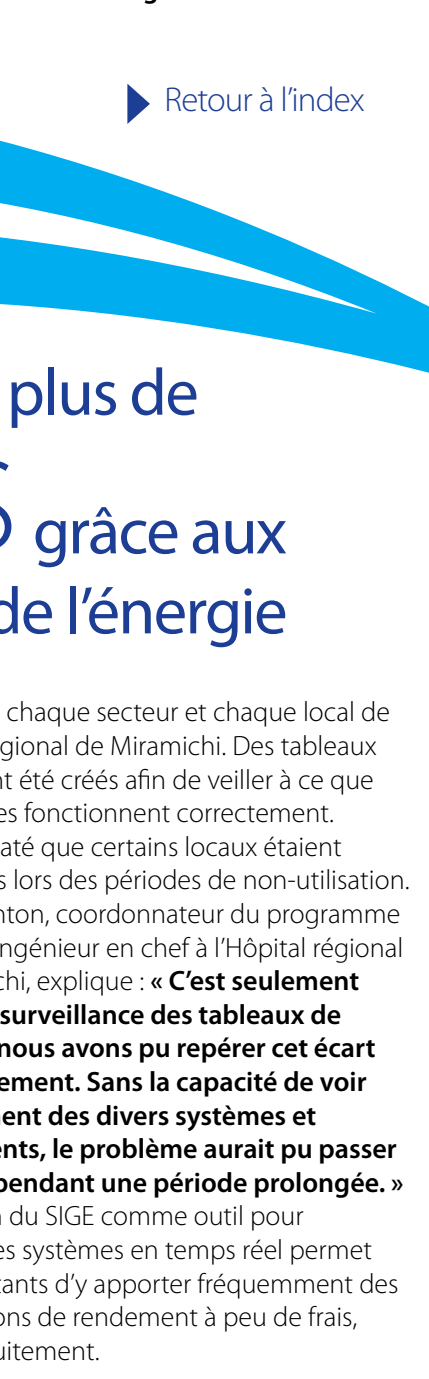 Retour à l'index
plus de
grâce aux
de l'énergie
chaque secteur et chaque local de
gional de Miramichi. Des tableaux
nt été créés afin de veiller à ce que
es fonctionnent correctement.
até que certains locaux étaient
s lors des périodes de non-utilisation.
nton, coordonnateur du programme
ingénieur en chef à l'Hôpital régional
chi, explique : « C'est seulement
surveillance des tableaux de
nous avons pu repérer cet écart
ement. Sans la capacité de voir
nent des divers systèmes et
ents, le problème aurait pu passer
pendant une période prolongée. »
du SIGE comme outil pour
es systèmes en temps réel permet
tants d'y apporter fréquemment des
ons de rendement à peu de frais,
uitement.